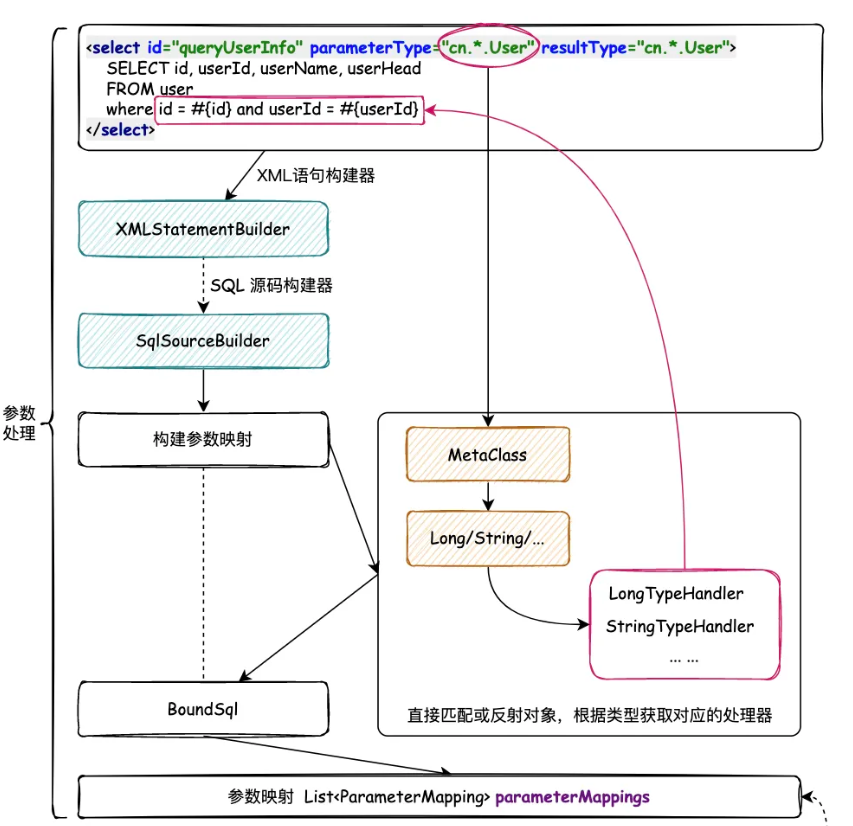 <select id="queryUserInfo" parameterType="cn.*.User" resultType="cn.*.User">
SELECT id, userId, userName, userHead
FROM user
where id = #{id} and userId = #{userId}
</select>
XML语句构建器
XMLStatementBuilder
SQL 源码构建器
SqlSourceBuilder
参数
处理
构建参数映射
MetaClass
Long/String/...
LongTypeHandler
StringTypeHandler
... ...
直接匹配或反射对象，根据类型获取对应的处理器
BoundSql
参数映射 List<ParameterMapping> parameterMappings